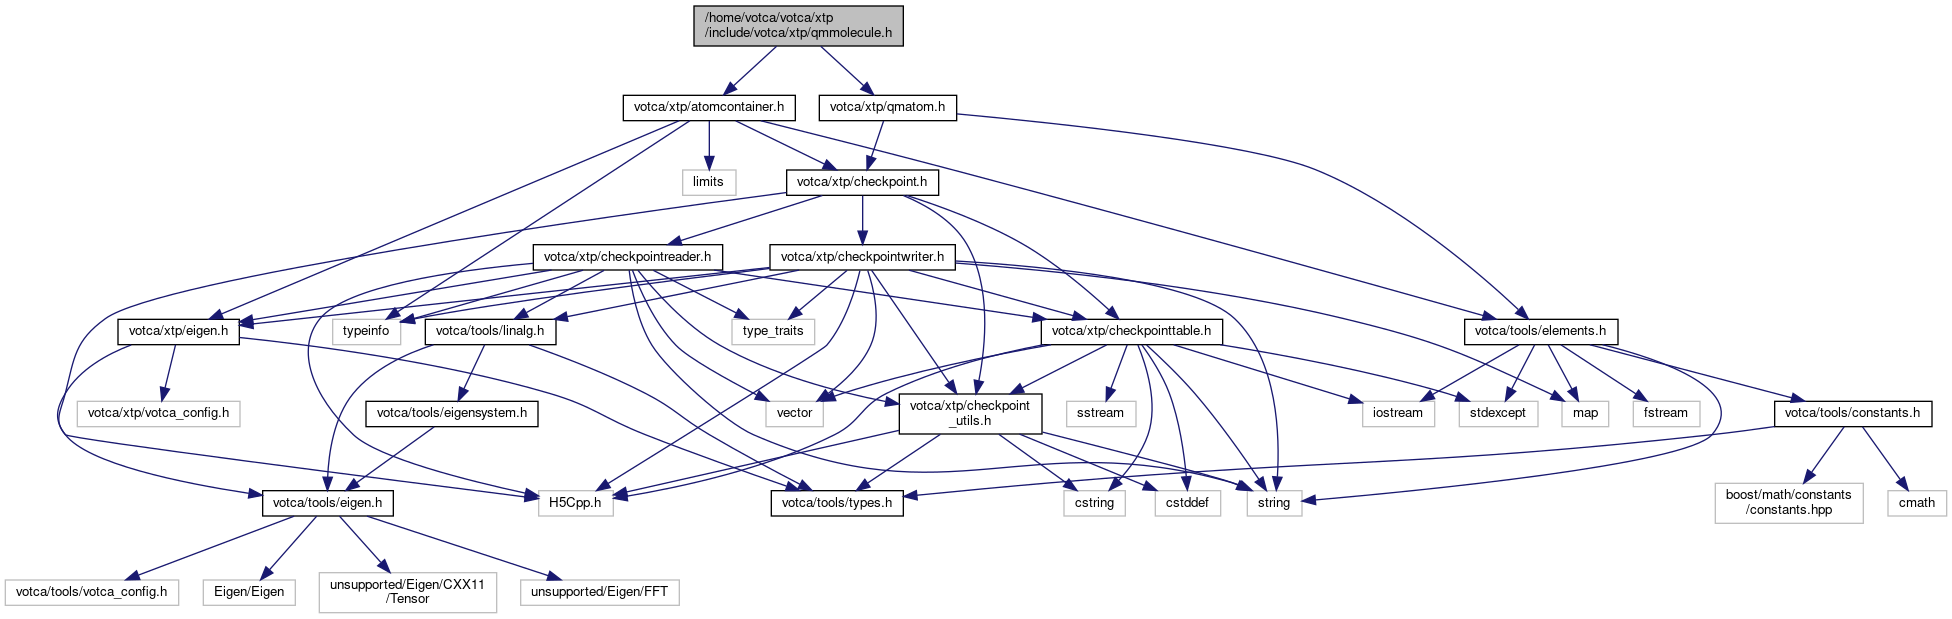 /home/votca/votca/xtp
/include/votca/xtp/qmmolecule.h
votca/xtp/atomcontainer.h
votca/xtp/qmatom.h
limits
votca/xtp/checkpoint.h
votca/xtp/checkpointreader.h
votca/xtp/checkpointwriter.h
votca/xtp/eigen.h
typeinfo
votca/tools/linalg.h
type_traits
votca/xtp/checkpointtable.h
votca/tools/elements.h
votca/xtp/votca_config.h
votca/tools/eigensystem.h
vector
votca/xtp/checkpoint
_utils.h
sstream
iostream
stdexcept
map
fstream
votca/tools/constants.h
votca/tools/eigen.h
H5Cpp.h
votca/tools/types.h
cstring
cstddef
string
boost/math/constants
/constants.hpp
cmath
votca/tools/votca_config.h
Eigen/Eigen
unsupported/Eigen/CXX11
/Tensor
unsupported/Eigen/FFT